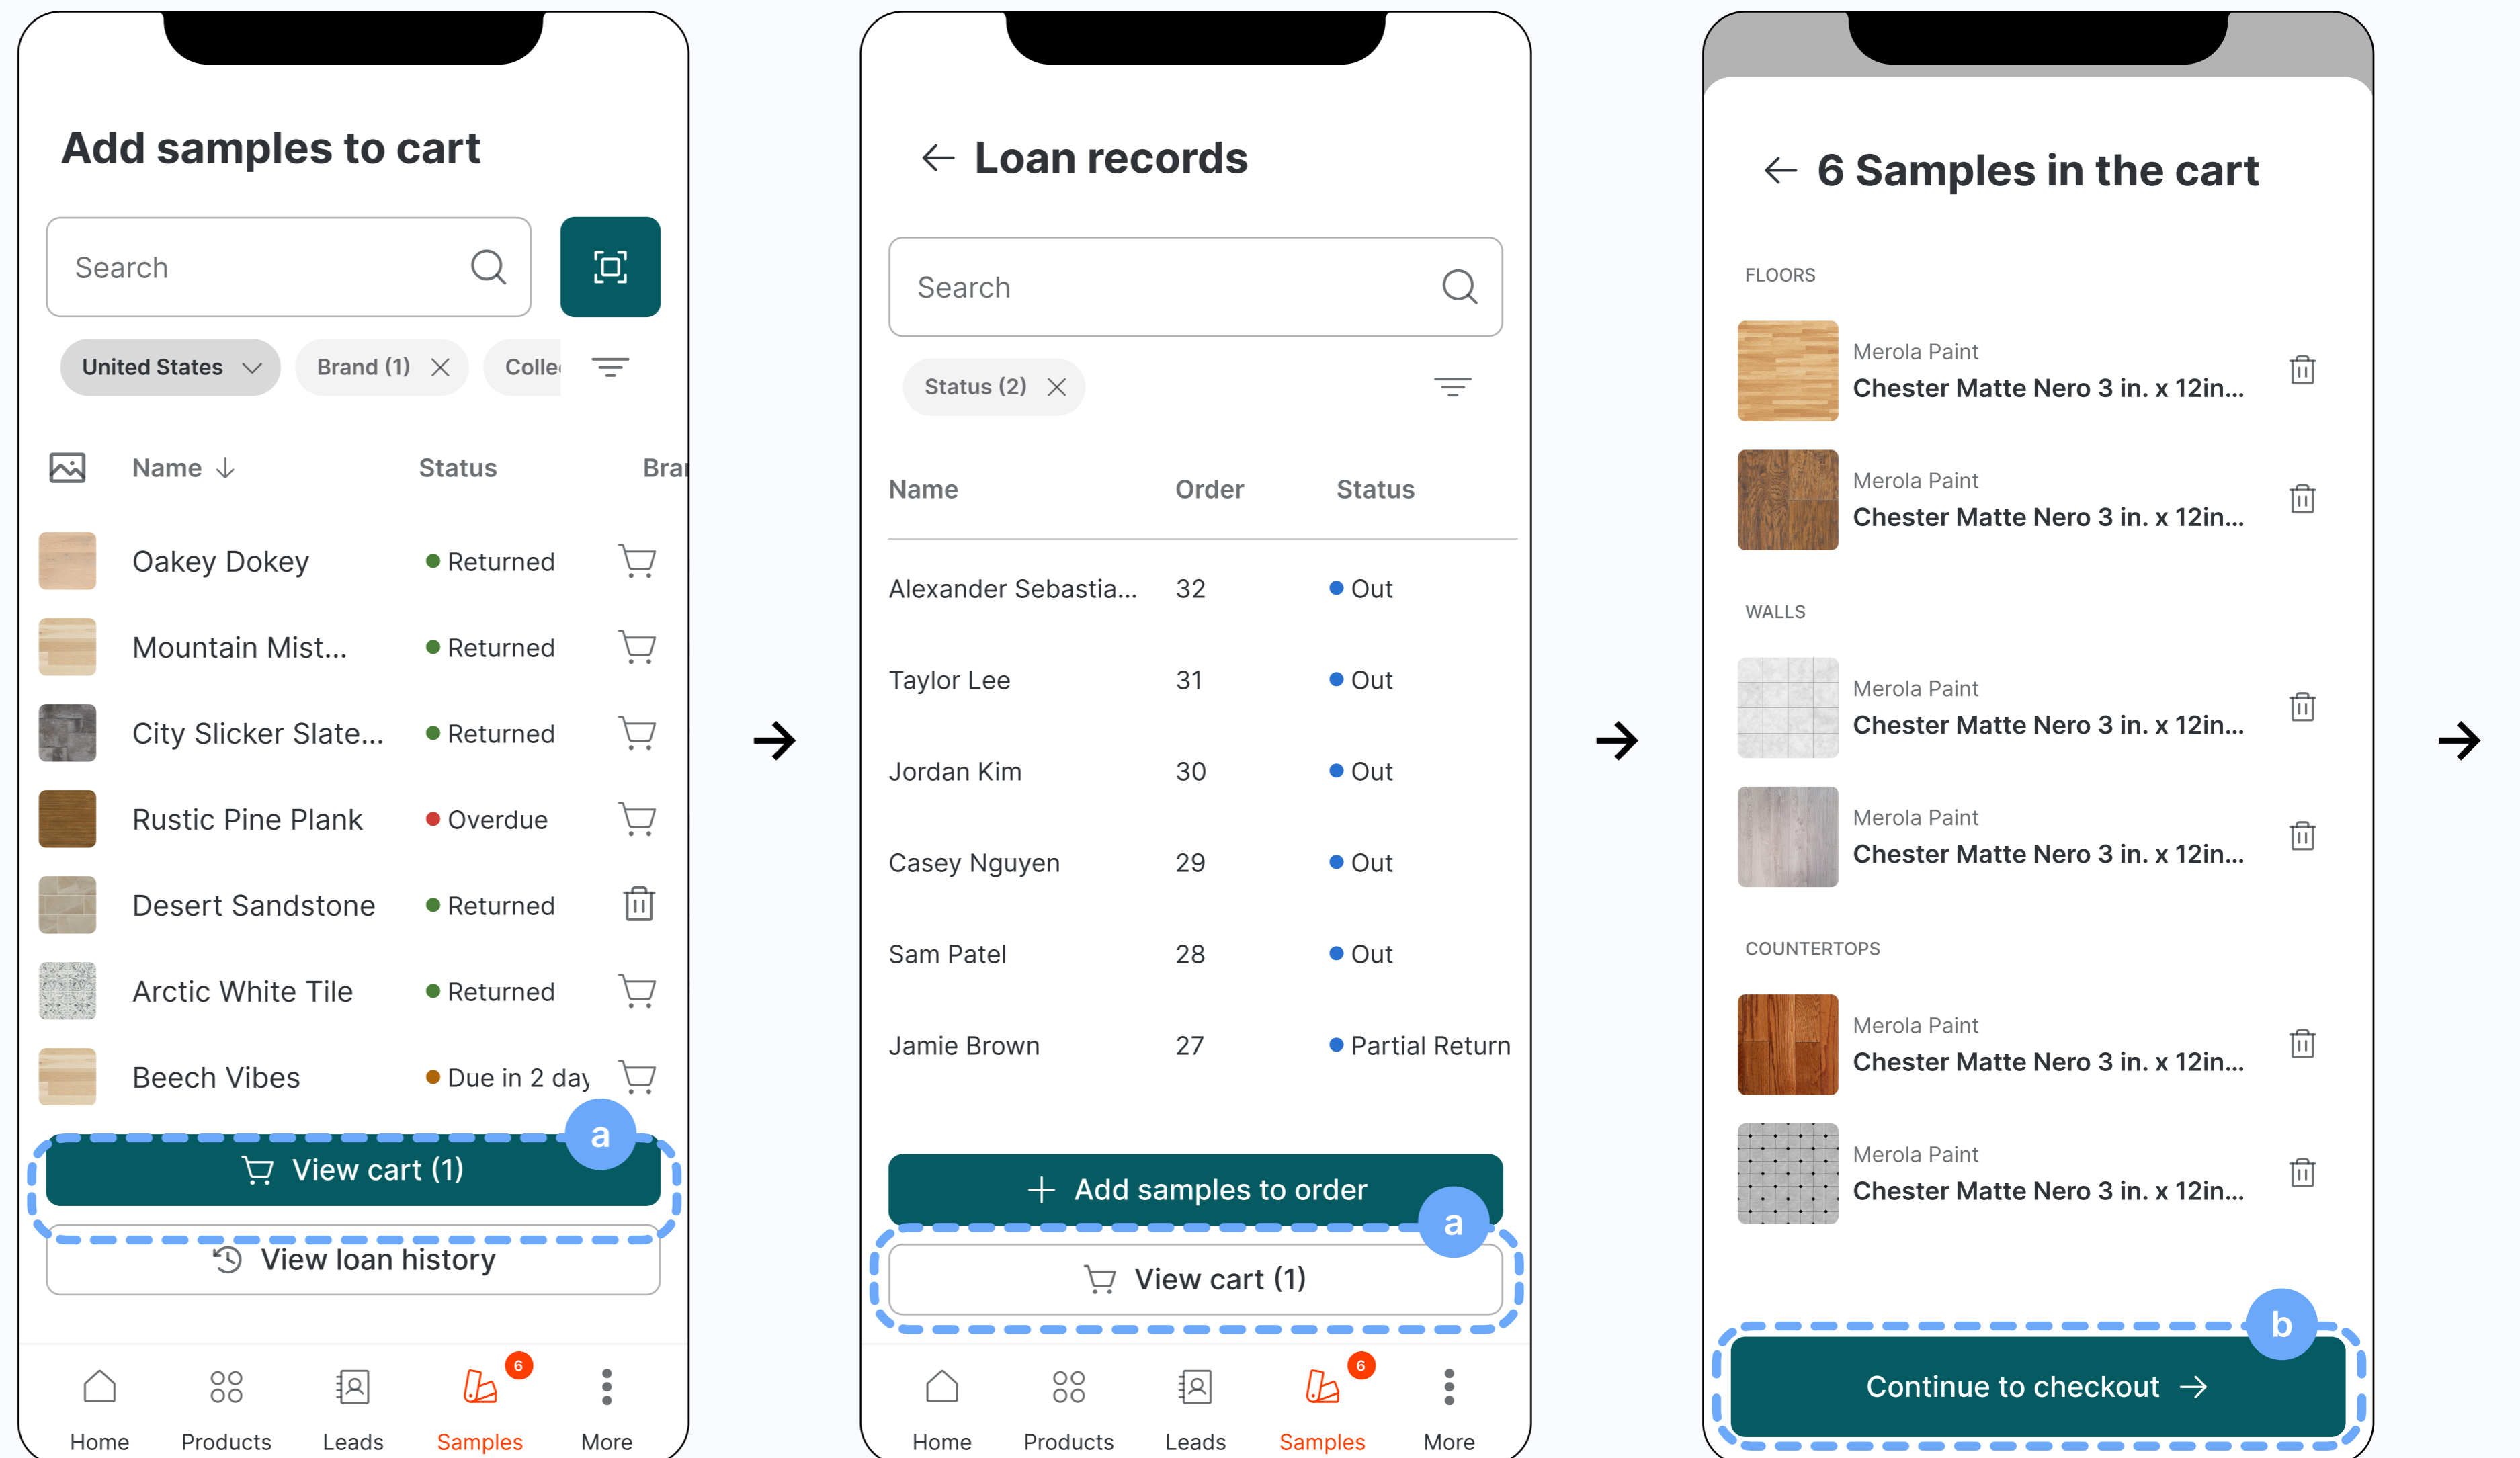 Add samples to cart
Search
United States
Brand (1)
Colle
Name
Status
Bran
Oakey Dokey
Returned
Mountain Mist...
Returned
City Slicker Slate...
Returned
Rustic Pine Plank
Overdue
Desert Sandstone
Returned
Arctic White Tile
Returned
Beech Vibes
Due in 2 day
a
View cart (1)
View loan history
6
Home
Products
Leads
Samples
More
Loan records
Search
Status (2)
Name
Order
Status
Alexander Sebastia...
32
Out
Taylor Lee
31
Out
Jordan Kim
30
Out
Casey Nguyen
29
Out
Sam Patel
28
Out
Jamie Brown
27
Partial Return
Add samples to order
a
View cart (1)
6
Home
Products
Leads
Samples
More
6 Samples in the cart
FLOORS
Merola Paint
Chester Matte Nero 3 in. x 12in...
Merola Paint
Chester Matte Nero 3 in. x 12in...
WALLS
Merola Paint
Chester Matte Nero 3 in. x 12in...
Merola Paint
Chester Matte Nero 3 in. x 12in...
COUNTERTOPS
Merola Paint
Chester Matte Nero 3 in. x 12in...
Merola Paint
Chester Matte Nero 3 in. x 12in...
b
Continue to checkout